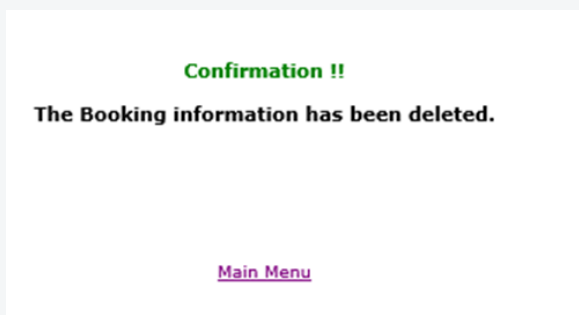 Confirmation !!
The Booking information has been deleted.
Main Menu